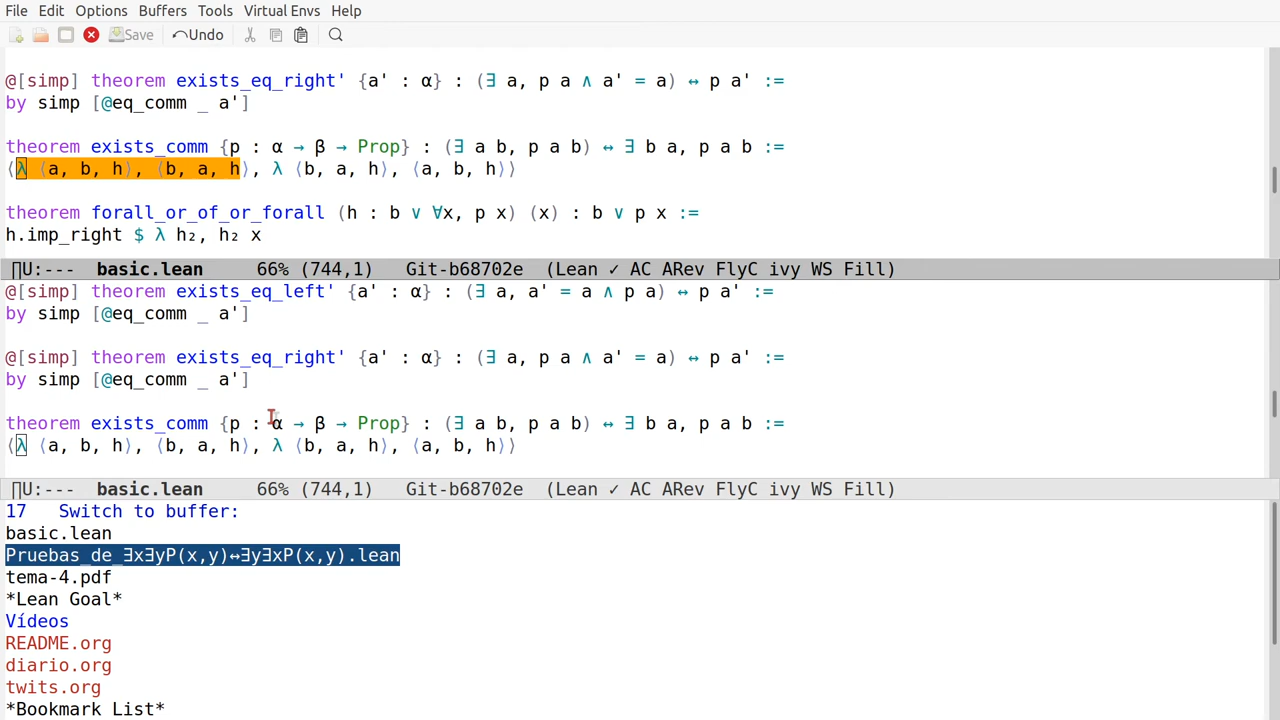 File Edit Options Buffers Tools Virtual Envs Help
Save Undo
@[simp] theorem exists_eq_right' {a' : α} : (∃ a, p a ∧ a' = a) ↔ p a' :=
by simp [@eq_comm _ a']
theorem exists_comm {p : α → β → Prop} : (∃ a b, p a b) ↔ ∃ b a, p a b :=
⟨λ ⟨a, b, h⟩, ⟨b, a, h⟩, λ ⟨b, a, h⟩, ⟨a, b, h⟩⟩
theorem forall_or_of_or_forall (h : b ∨ ∀x, p x) (x) : b ∨ p x :=
h.imp_right $ λ h₂, h₂ x
∏U:--- basic.lean 66% (744,1) Git-b68702e (Lean ✓ AC ARev FlyC ivy WS Fill)
@[simp] theorem exists_eq_left' {a' : α} : (∃ a, a' = a ∧ p a) ↔ p a' :=
by simp [@eq_comm _ a']
@[simp] theorem exists_eq_right' {a' : α} : (∃ a, p a ∧ a' = a) ↔ p a' :=
by simp [@eq_comm _ a']
theorem exists_comm {p : α → β → Prop} : (∃ a b, p a b) ↔ ∃ b a, p a b :=
⟨λ ⟨a, b, h⟩, ⟨b, a, h⟩, λ ⟨b, a, h⟩, ⟨a, b, h⟩⟩
∏U:--- basic.lean 66% (744,1) Git-b68702e (Lean ✓ AC ARev FlyC ivy WS Fill)
17 Switch to buffer:
basic.lean
Pruebas_de_∃x∃yP(x,y)↔∃y∃xP(x,y).lean
tema-4.pdf
*Lean Goal*
Vídeos
README.org
diario.org
twits.org
*Bookmark List*